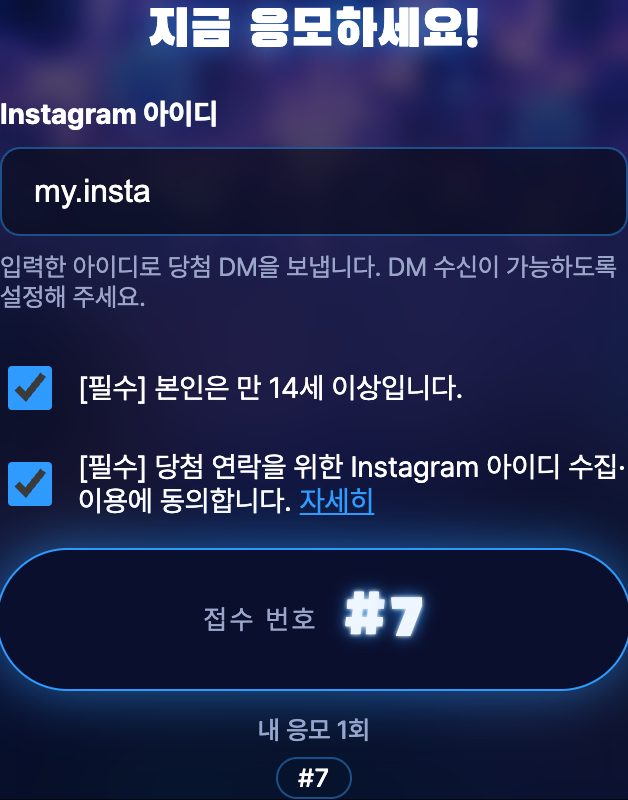 지금 응모하세요!
Instagram 아이디
my.insta
입력한 아이디로 당첨 DM을 보냅니다. DM 수신이 가능하도록
설정해 주세요.
[필수] 본인은 만 14세 이상입니다.
[필수] 당첨 연락을 위한 Instagram 아이디 수집·
이용에 동의합니다. 자세히
접수 번호 #7
내 응모 1회
#7